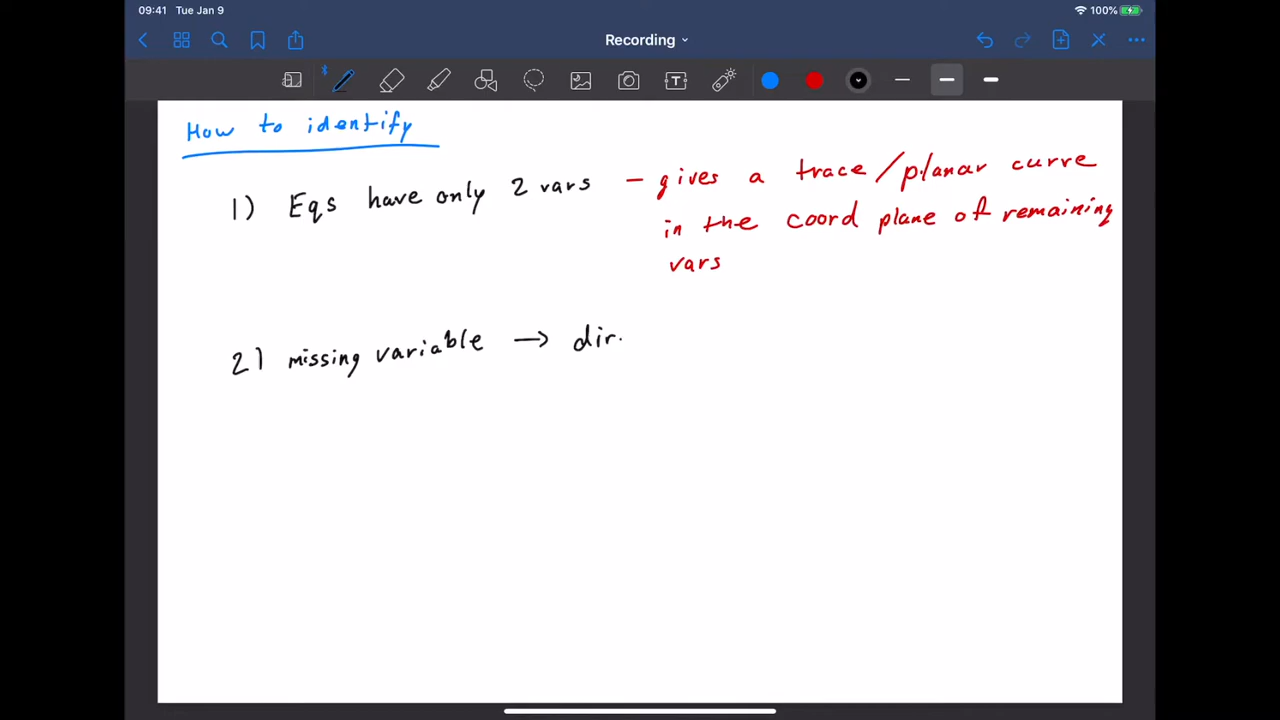 09:41 Tue Jan 9
100%
Recording
How to identify
1) Eqs have only 2 vars - gives a trace/planar curve
in the coord plane of remaining
vars
2) missing variable → dir.